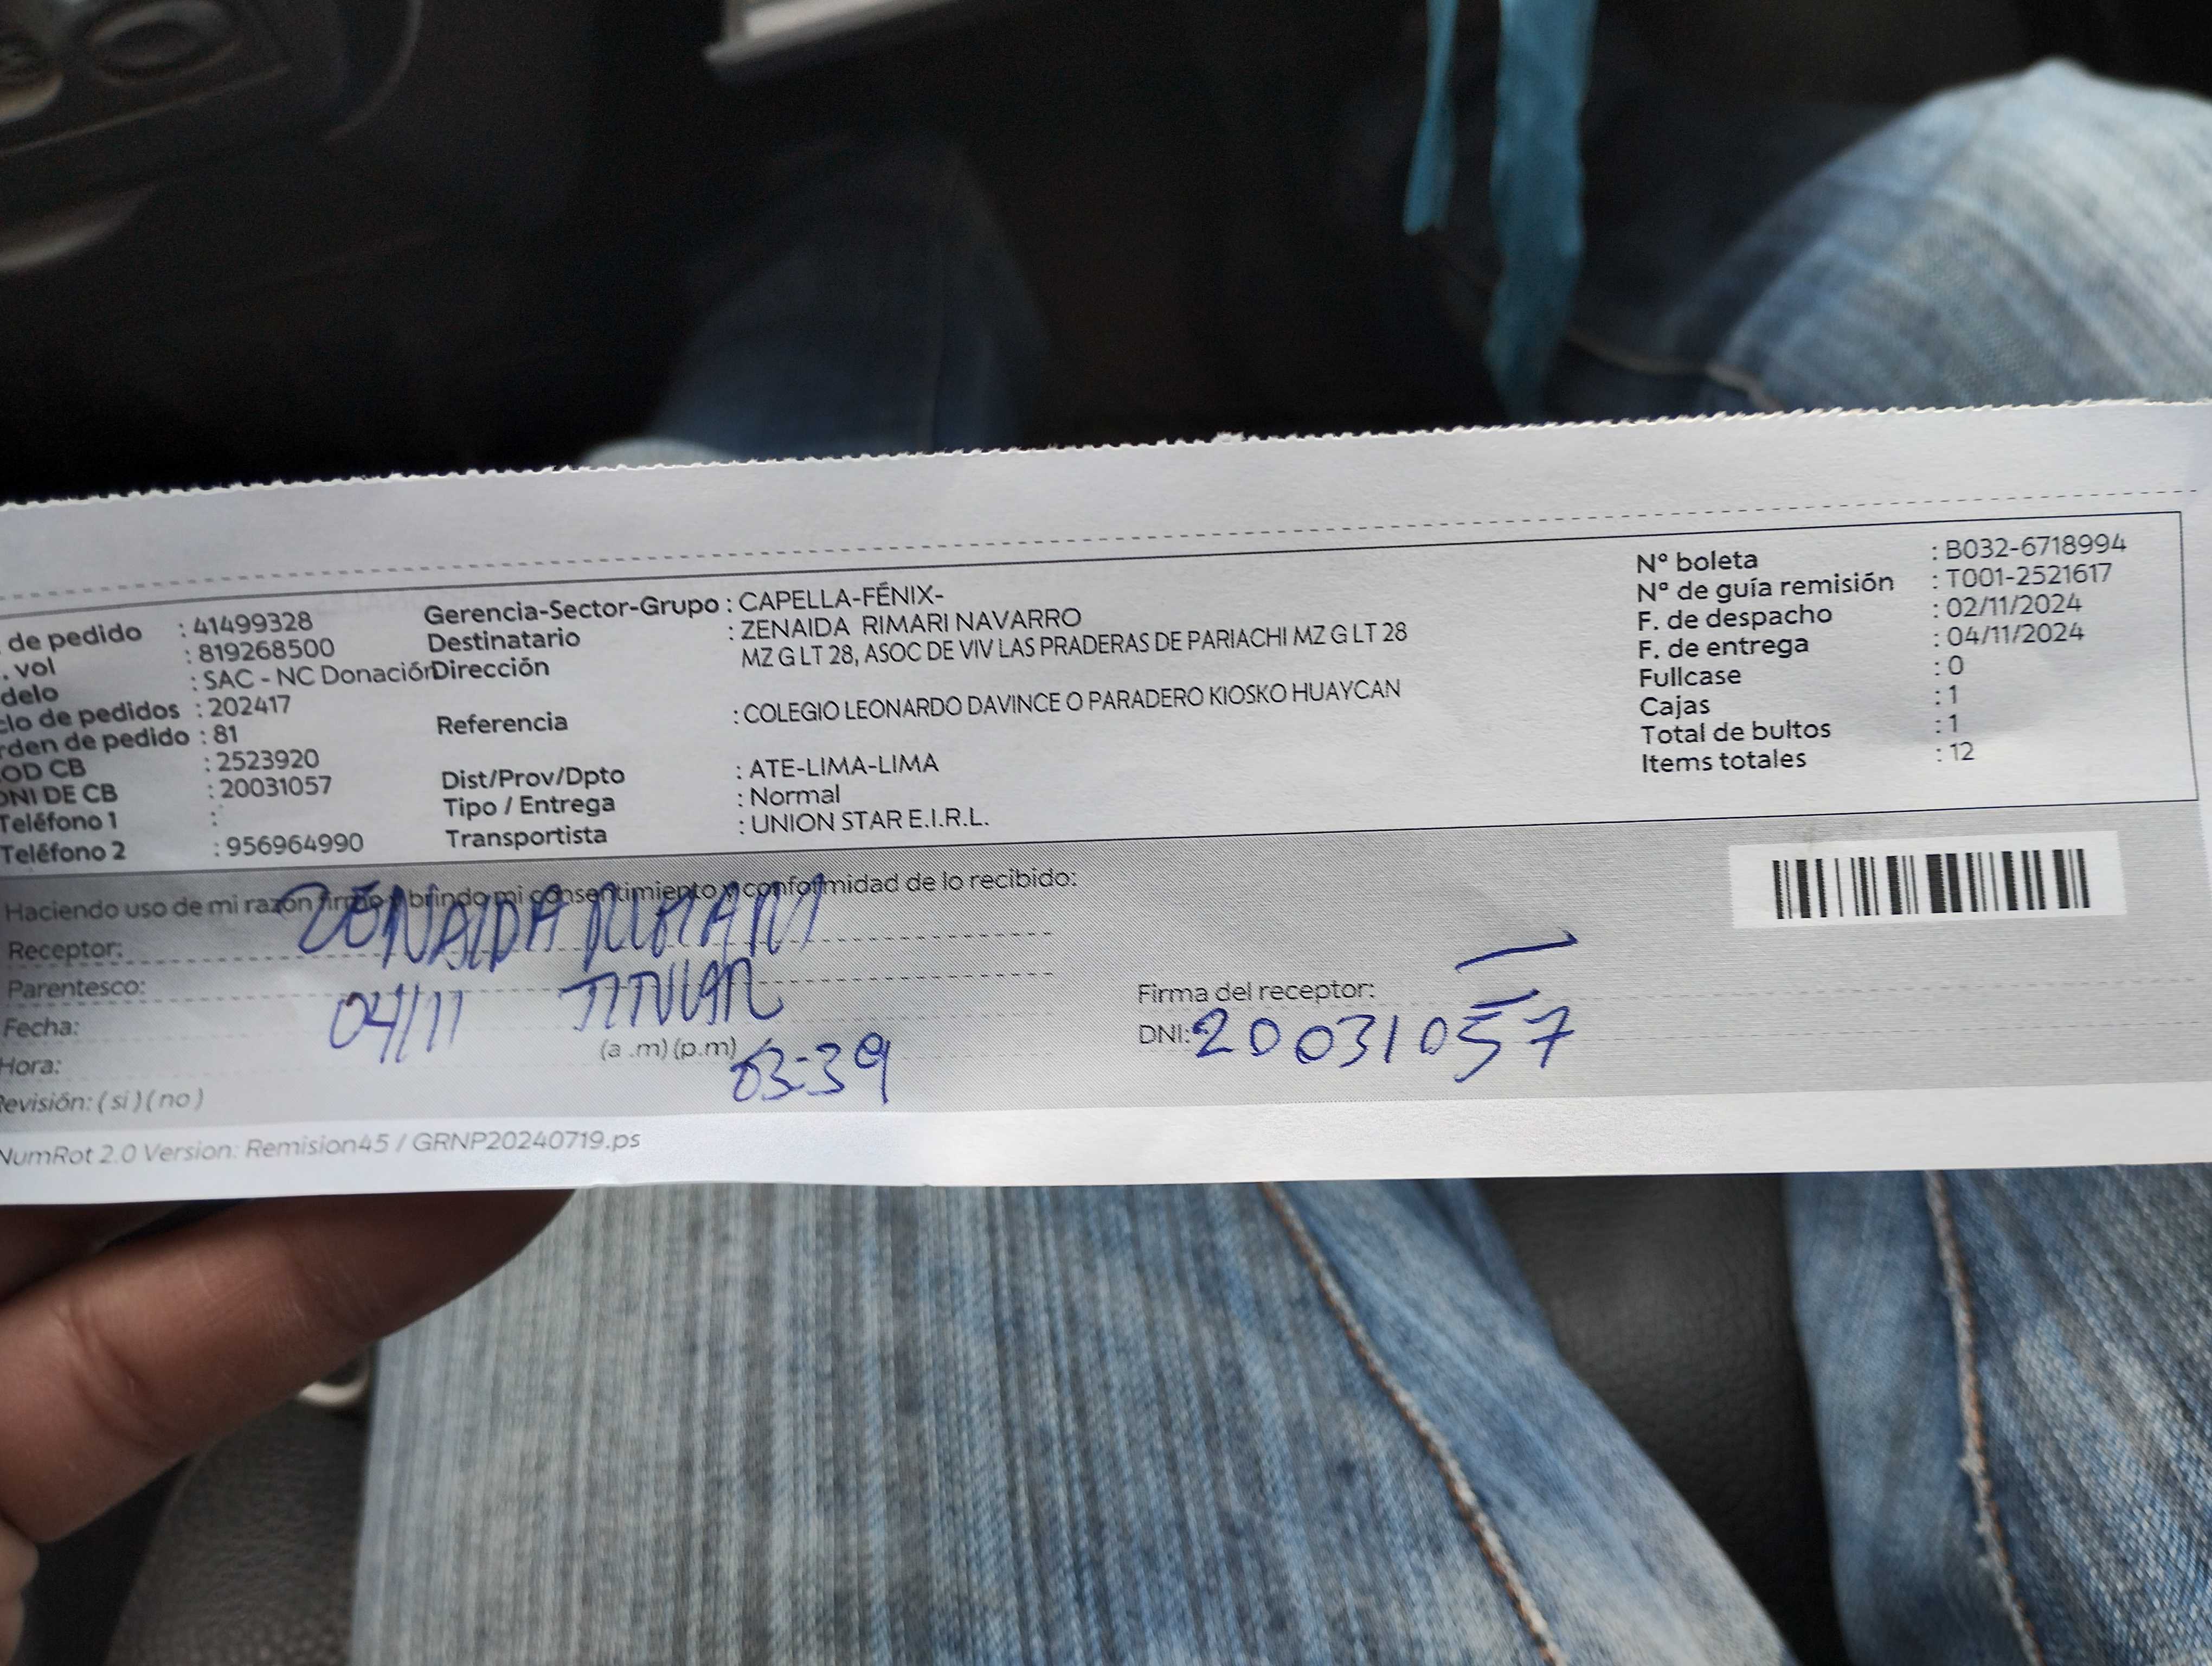 de pedido : 41499328
. vol : 819268500
delo : SAC - NC Donación
clo de pedidos : 202417
rden de pedido : 81
OD CB : 2523920
DNI DE CB : 20031057
Teléfono 1 :
Teléfono 2 : 956964990
Gerencia-Sector-Grupo : CAPELLA-FÉNIX-
Destinatario : ZENAIDA RIMARI NAVARRO
Dirección MZ G LT 28, ASOC DE VIV LAS PRADERAS DE PARIACHI MZ G LT 28
Referencia : COLEGIO LEONARDO DAVINCE O PARADERO KIOSKO HUAYCAN
Dist/Prov/Dpto : ATE-LIMA-LIMA
Tipo / Entrega : Normal
Transportista : UNION STAR E.I.R.L.
N° boleta : B032-6718994
N° de guía remisión : T001-2521617
F. de despacho : 02/11/2024
F. de entrega : 04/11/2024
Fullcase : 0
Cajas : 1
Total de bultos : 1
Items totales : 12
Haciendo uso de mi razón firmo y brindo mi consentimiento y conformidad de lo recibido:
Receptor: ZENAIDA RIMARI
Parentesco: TITULAR
Fecha: 04/11
Hora: (a .m) (p.m) 03:39
Revisión: ( si ) ( no )
Firma del receptor:
DNI: 20031057
NumRot 2.0 Version: Remision45 / GRNP20240719.ps